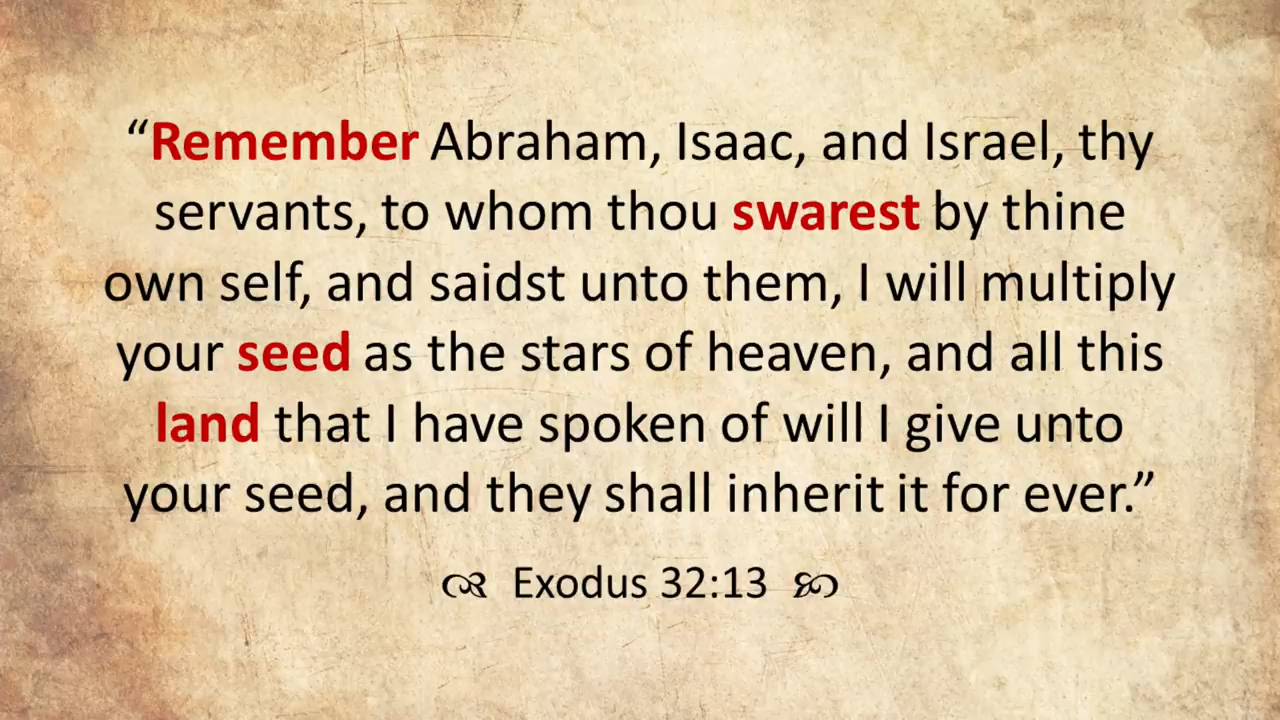 “Remember Abraham, Isaac, and Israel, thy
servants, to whom thou swarest by thine
own self, and saidst unto them, I will multiply
your seed as the stars of heaven, and all this
land that I have spoken of will I give unto
your seed, and they shall inherit it for ever.”
Exodus 32:13